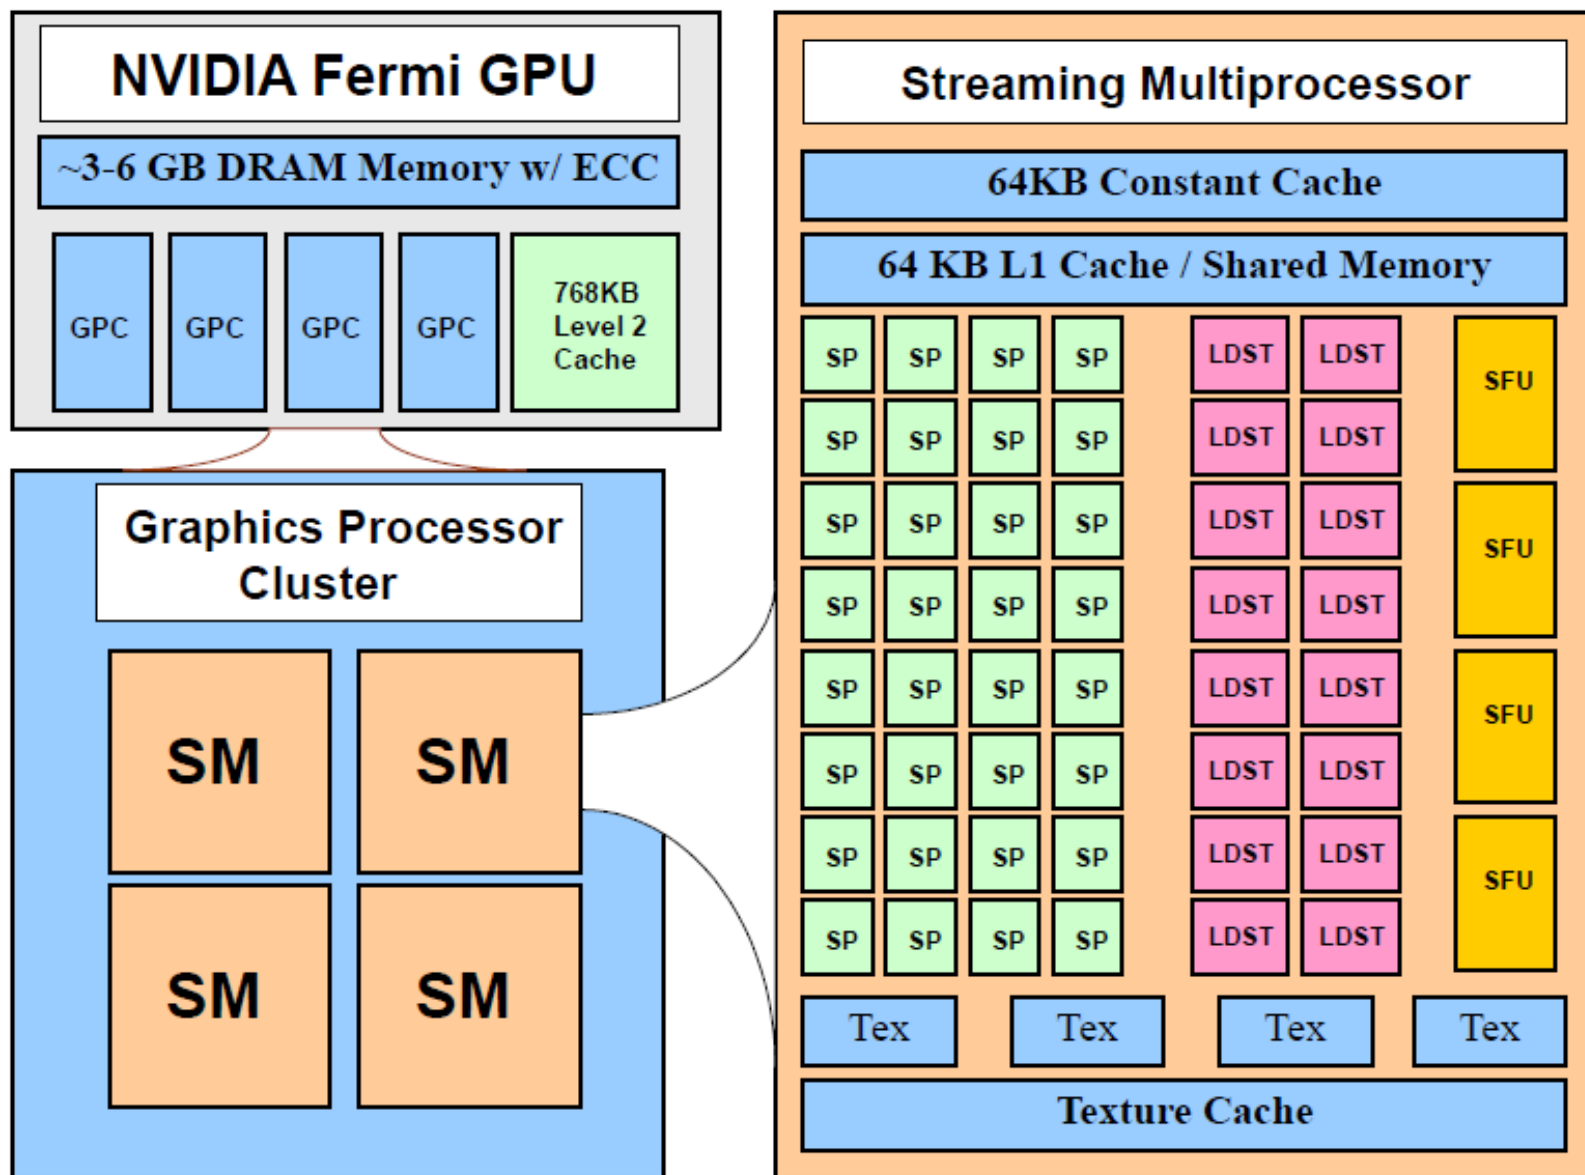 NVIDIA Fermi GPU
~3-6 GB DRAM Memory w/ ECC
GPC GPC GPC GPC
768KB
Level 2
Cache
Graphics Processor
Cluster
SM SM
SM SM
Streaming Multiprocessor
64KB Constant Cache
64 KB L1 Cache / Shared Memory
SP SP SP SP LDST LDST SFU
SP SP SP SP LDST LDST
SP SP SP SP LDST LDST SFU
SP SP SP SP LDST LDST
SP SP SP SP LDST LDST SFU
SP SP SP SP LDST LDST
SP SP SP SP LDST LDST SFU
SP SP SP SP LDST LDST
Tex Tex Tex Tex
Texture Cache